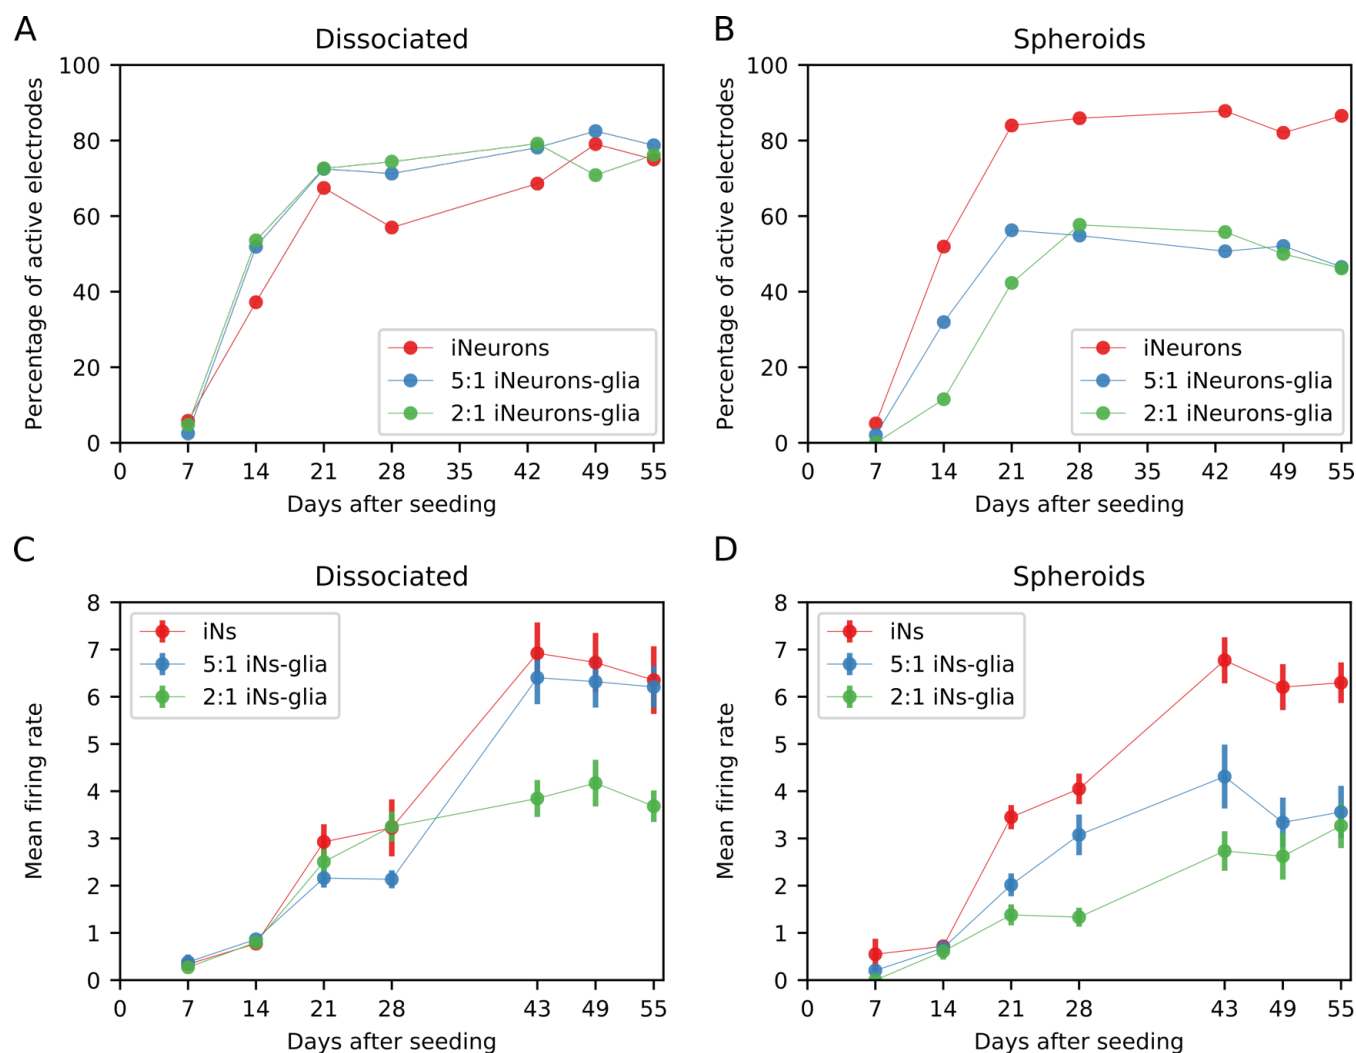 A
Dissociated
Percentage of active electrodes
100
80
60
40
20
0
iNeurons
5:1 iNeurons-glia
2:1 iNeurons-glia
0 7 14 21 28 35 42 49 55
Days after seeding
B
Spheroids
Percentage of active electrodes
100
80
60
40
20
0
iNeurons
5:1 iNeurons-glia
2:1 iNeurons-glia
0 7 14 21 28 35 42 49 55
Days after seeding
C
Dissociated
Mean firing rate
8
7
6
5
4
3
2
1
0
iNs
5:1 iNs-glia
2:1 iNs-glia
0 7 14 21 28 43 49 55
Days after seeding
D
Spheroids
Mean firing rate
8
7
6
5
4
3
2
1
0
iNs
5:1 iNs-glia
2:1 iNs-glia
0 7 14 21 28 43 49 55
Days after seeding